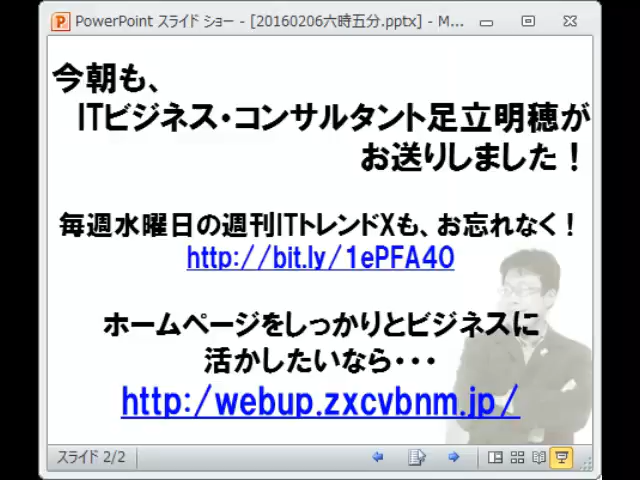 PowerPoint スライド ショー - [20160206六時五分.pptx] - M...
今朝も、
ITビジネス・コンサルタント足立明穂が
お送りしました！
毎週水曜日の週刊ITトレンドXも、お忘れなく！
http://bit.ly/1ePFA40
ホームページをしっかりとビジネスに
活かしたいなら・・・
http:/webup.zxcvbnm.jp/
スライド 2/2